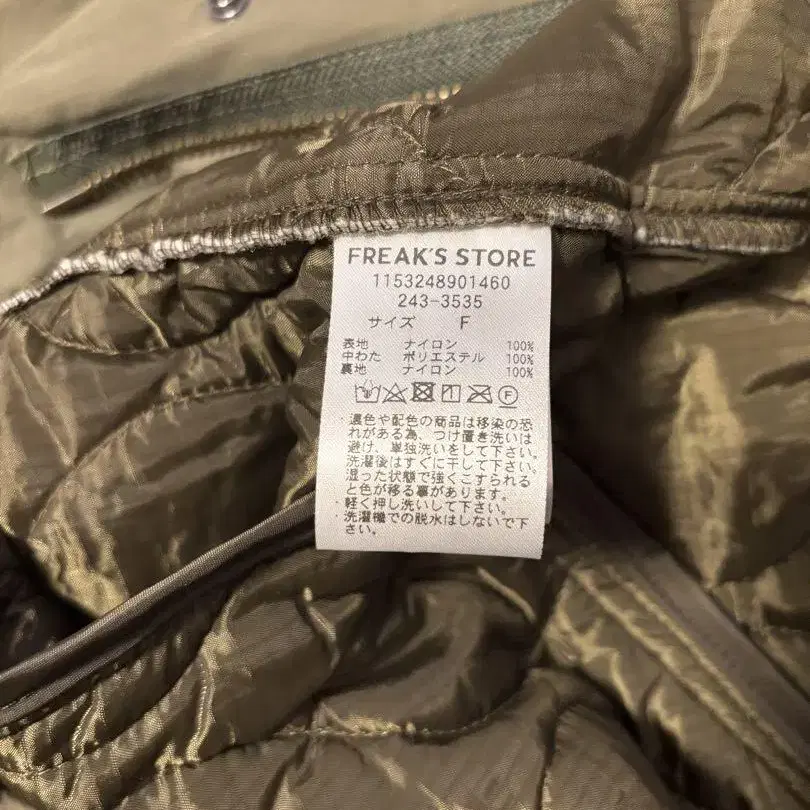 FREAK'S STORE
1153248901460
243-3535
サイズ F
表地 ナイロン 100%
中わた ポリエステル 100%
裏地 ナイロン 100%
F
・濃色や配色の商品は移染の恐
れがある為、つけ置き洗いは
避け、単独洗いをして下さい。
洗濯後はすぐに干して下さい。
湿った状態で強くこすられる
と色が移る事があります。
軽く押し洗いして下さい。
・洗濯機での脱水はしないで下
さい。